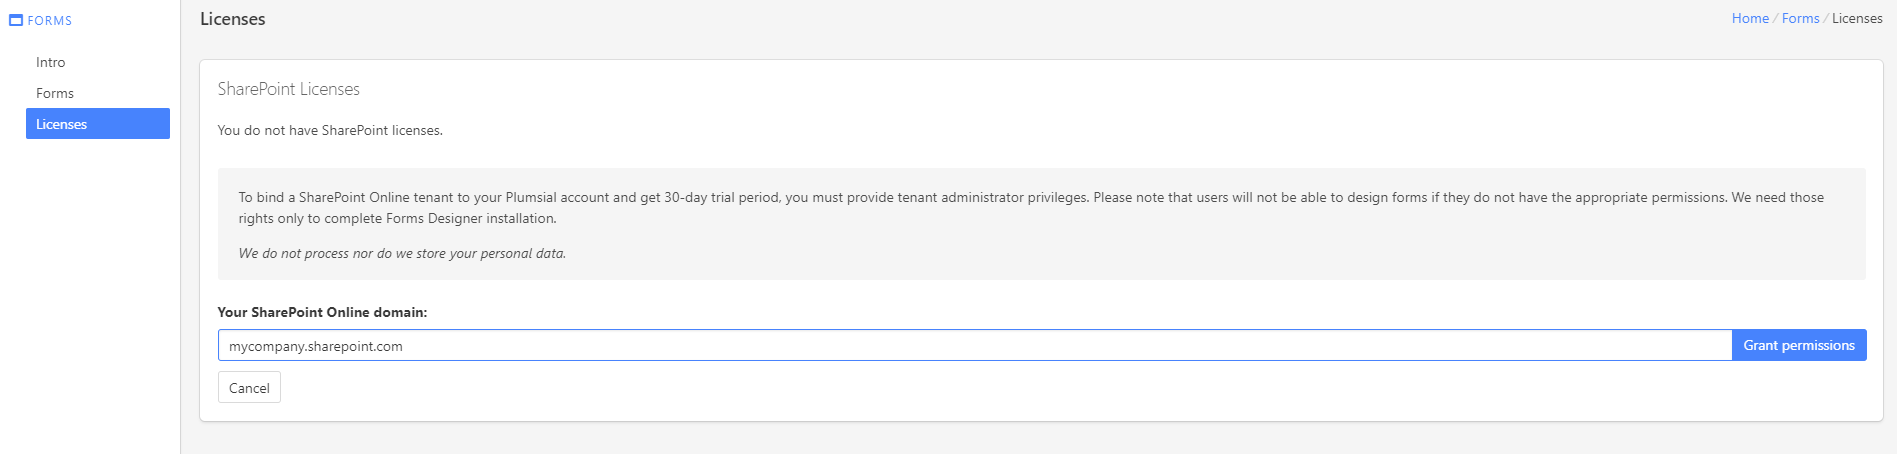 FORMS
Intro
Forms
Licenses
Licenses
Home / Forms / Licenses
SharePoint Licenses
You do not have SharePoint licenses.
To bind a SharePoint Online tenant to your Plumsial account and get 30-day trial period, you must provide tenant administrator privileges. Please note that users will not be able to design forms if they do not have the appropriate permissions. We need those
rights only to complete Forms Designer installation.
We do not process nor do we store your personal data.
Your SharePoint Online domain:
mycompany.sharepoint.com
Grant permissions
Cancel